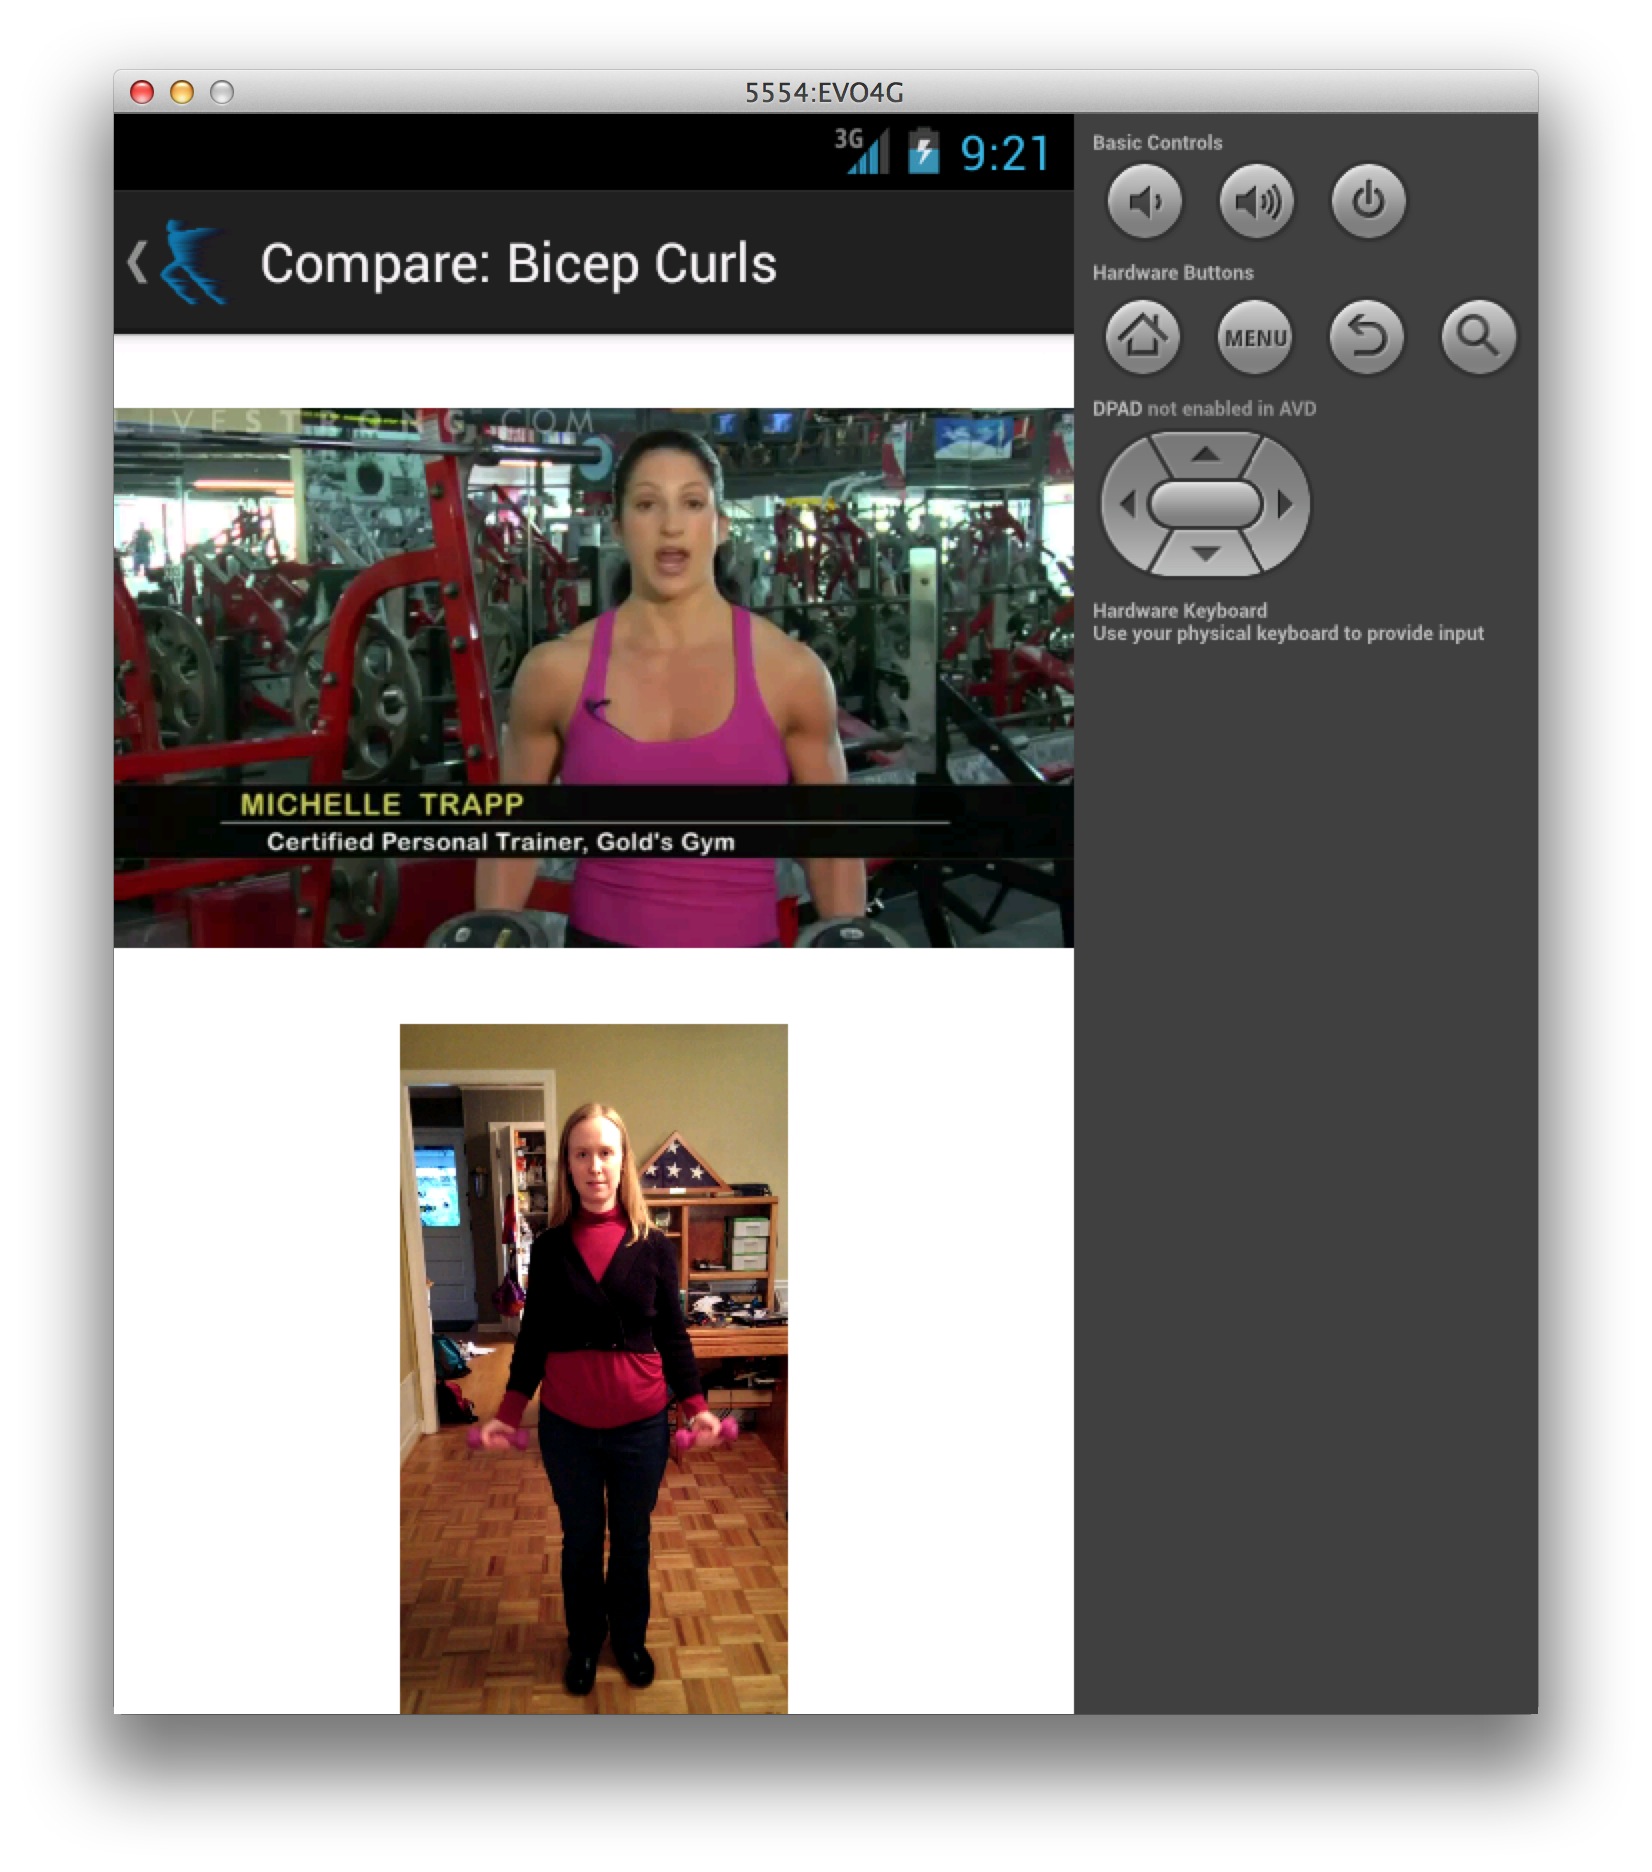 5554:EVO4G
3G 9:21
Compare: Bicep Curls
LIVESTRONG.COM
MICHELLE TRAPP
Certified Personal Trainer, Gold's Gym
Basic Controls
Hardware Buttons
MENU
DPAD not enabled in AVD
Hardware Keyboard
Use your physical keyboard to provide input